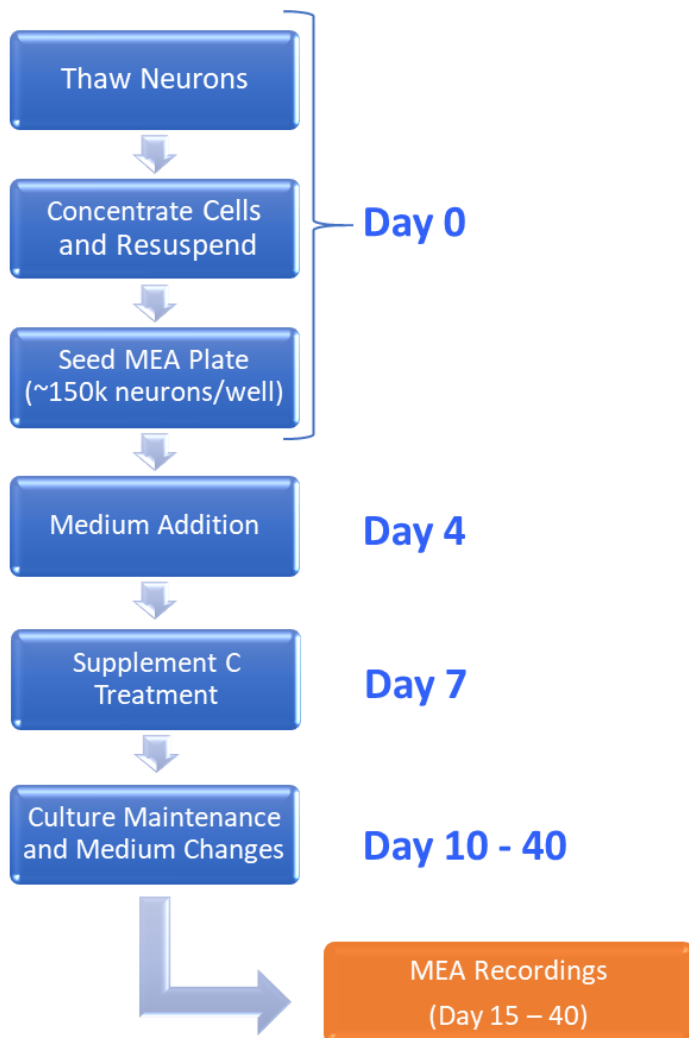 Thaw Neurons
Concentrate Cells
and Resuspend
Day 0
Seed MEA Plate
(~150k neurons/well)
Medium Addition
Day 4
Supplement C
Treatment
Day 7
Culture Maintenance
and Medium Changes
Day 10 - 40
MEA Recordings
(Day 15 – 40)